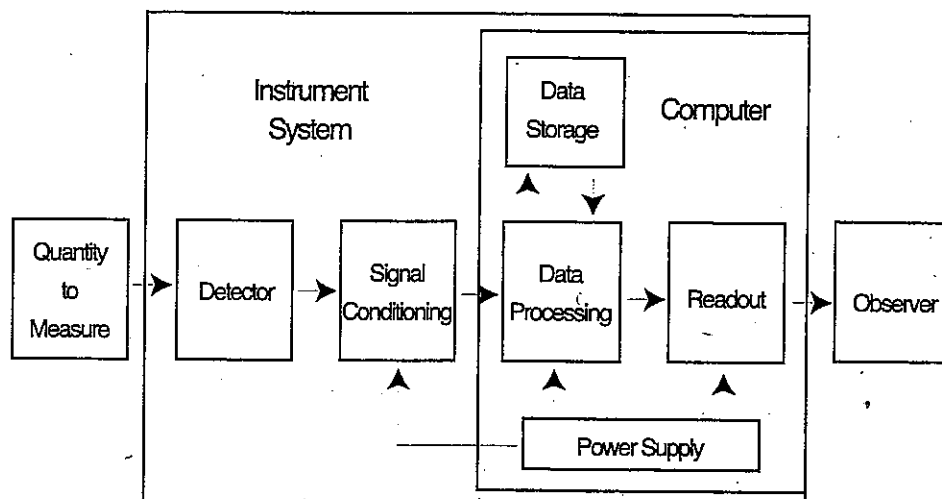 Instrument
System
Data
Storage
Computer
Quantity
to
Measure
Detector
Signal
Conditioning
Data
Processing
Readout
Observer
Power Supply